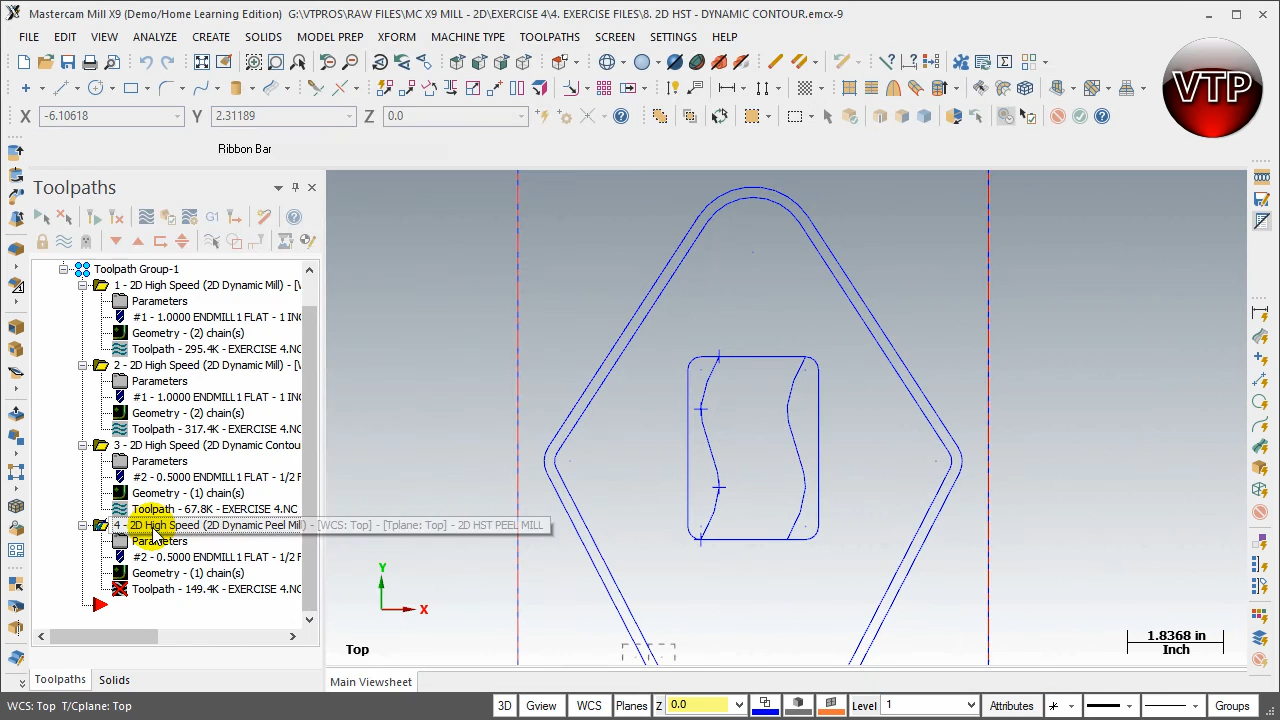 Mastercam Mill X9 (Demo/Home Learning Edition) G:\VTPROS\RAW FILES\MC X9 MILL - 2D\EXERCISE 4\4. EXERCISE FILES\8. 2D HST - DYNAMIC CONTOUR.emcx-9
FILE EDIT VIEW ANALYZE CREATE SOLIDS MODEL PREP XFORM MACHINE TYPE TOOLPATHS SCREEN SETTINGS HELP
VTP
X -6.10618 Y 2.31189 Z 0.0
Ribbon Bar
Toolpaths
G1
Toolpath Group-1
1 - 2D High Speed (2D Dynamic Mill) - [V
Parameters
#1 - 1.0000 ENDMILL1 FLAT - 1 INC
Geometry - (2) chain(s)
Toolpath - 295.4K - EXERCISE 4.NC
2 - 2D High Speed (2D Dynamic Mill) - [V
Parameters
#1 - 1.0000 ENDMILL1 FLAT - 1 INC
Geometry - (2) chain(s)
Toolpath - 317.4K - EXERCISE 4.NC
3 - 2D High Speed (2D Dynamic Contou
Parameters
#2 - 0.5000 ENDMILL1 FLAT - 1/2 F
Geometry - (1) chain(s)
Toolpath - 67.8K - EXERCISE 4.NC
4 - 2D High Speed (2D Dynamic Peel Mill) - [WCS: Top] - [Tplane: Top] - 2D HST PEEL MILL
Parameters
#2 - 0.5000 ENDMILL1 FLAT - 1/2 F
Geometry - (1) chain(s)
Toolpath - 149.4K - EXERCISE 4.NC
Y
X
Top
1.8368 in
Inch
Toolpaths Solids
Main Viewsheet
WCS: Top T/Cplane: Top
3D Gview WCS Planes Z 0.0 Level 1 Attributes Groups